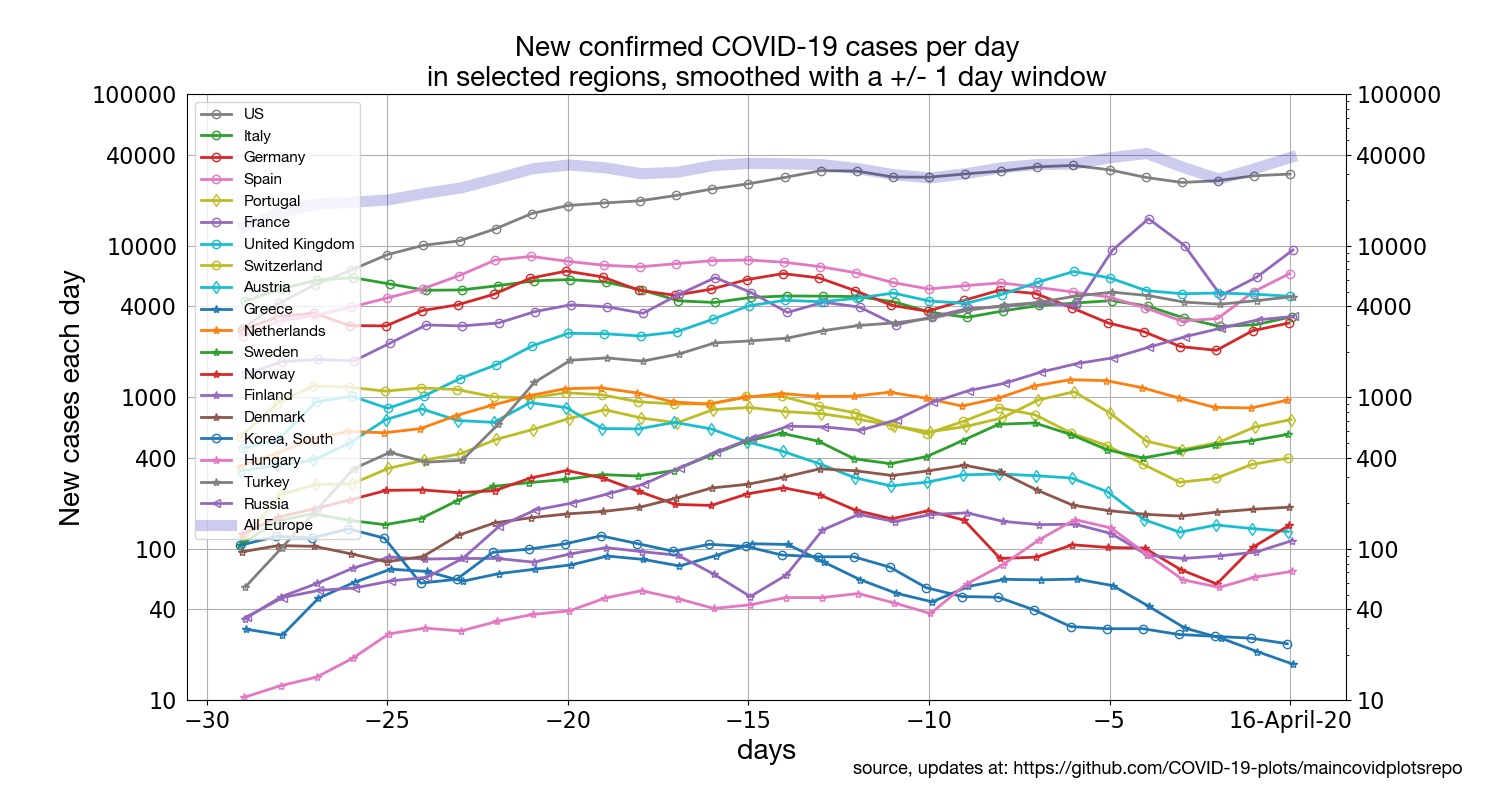 New confirmed COVID-19 cases per day
in selected regions, smoothed with a +/- 1 day window
New cases each day
100000
40000
10000
4000
1000
400
100
40
10
US
Italy
Germany
Spain
Portugal
France
United Kingdom
Switzerland
Austria
Greece
Netherlands
Sweden
Norway
Finland
Denmark
Korea, South
Hungary
Turkey
Russia
All Europe
100000
40000
10000
4000
1000
400
100
40
10
−30 −25 −20 −15 −10 −5 16-April-20
days
source, updates at: https://github.com/COVID-19-plots/maincovidplotsrepo